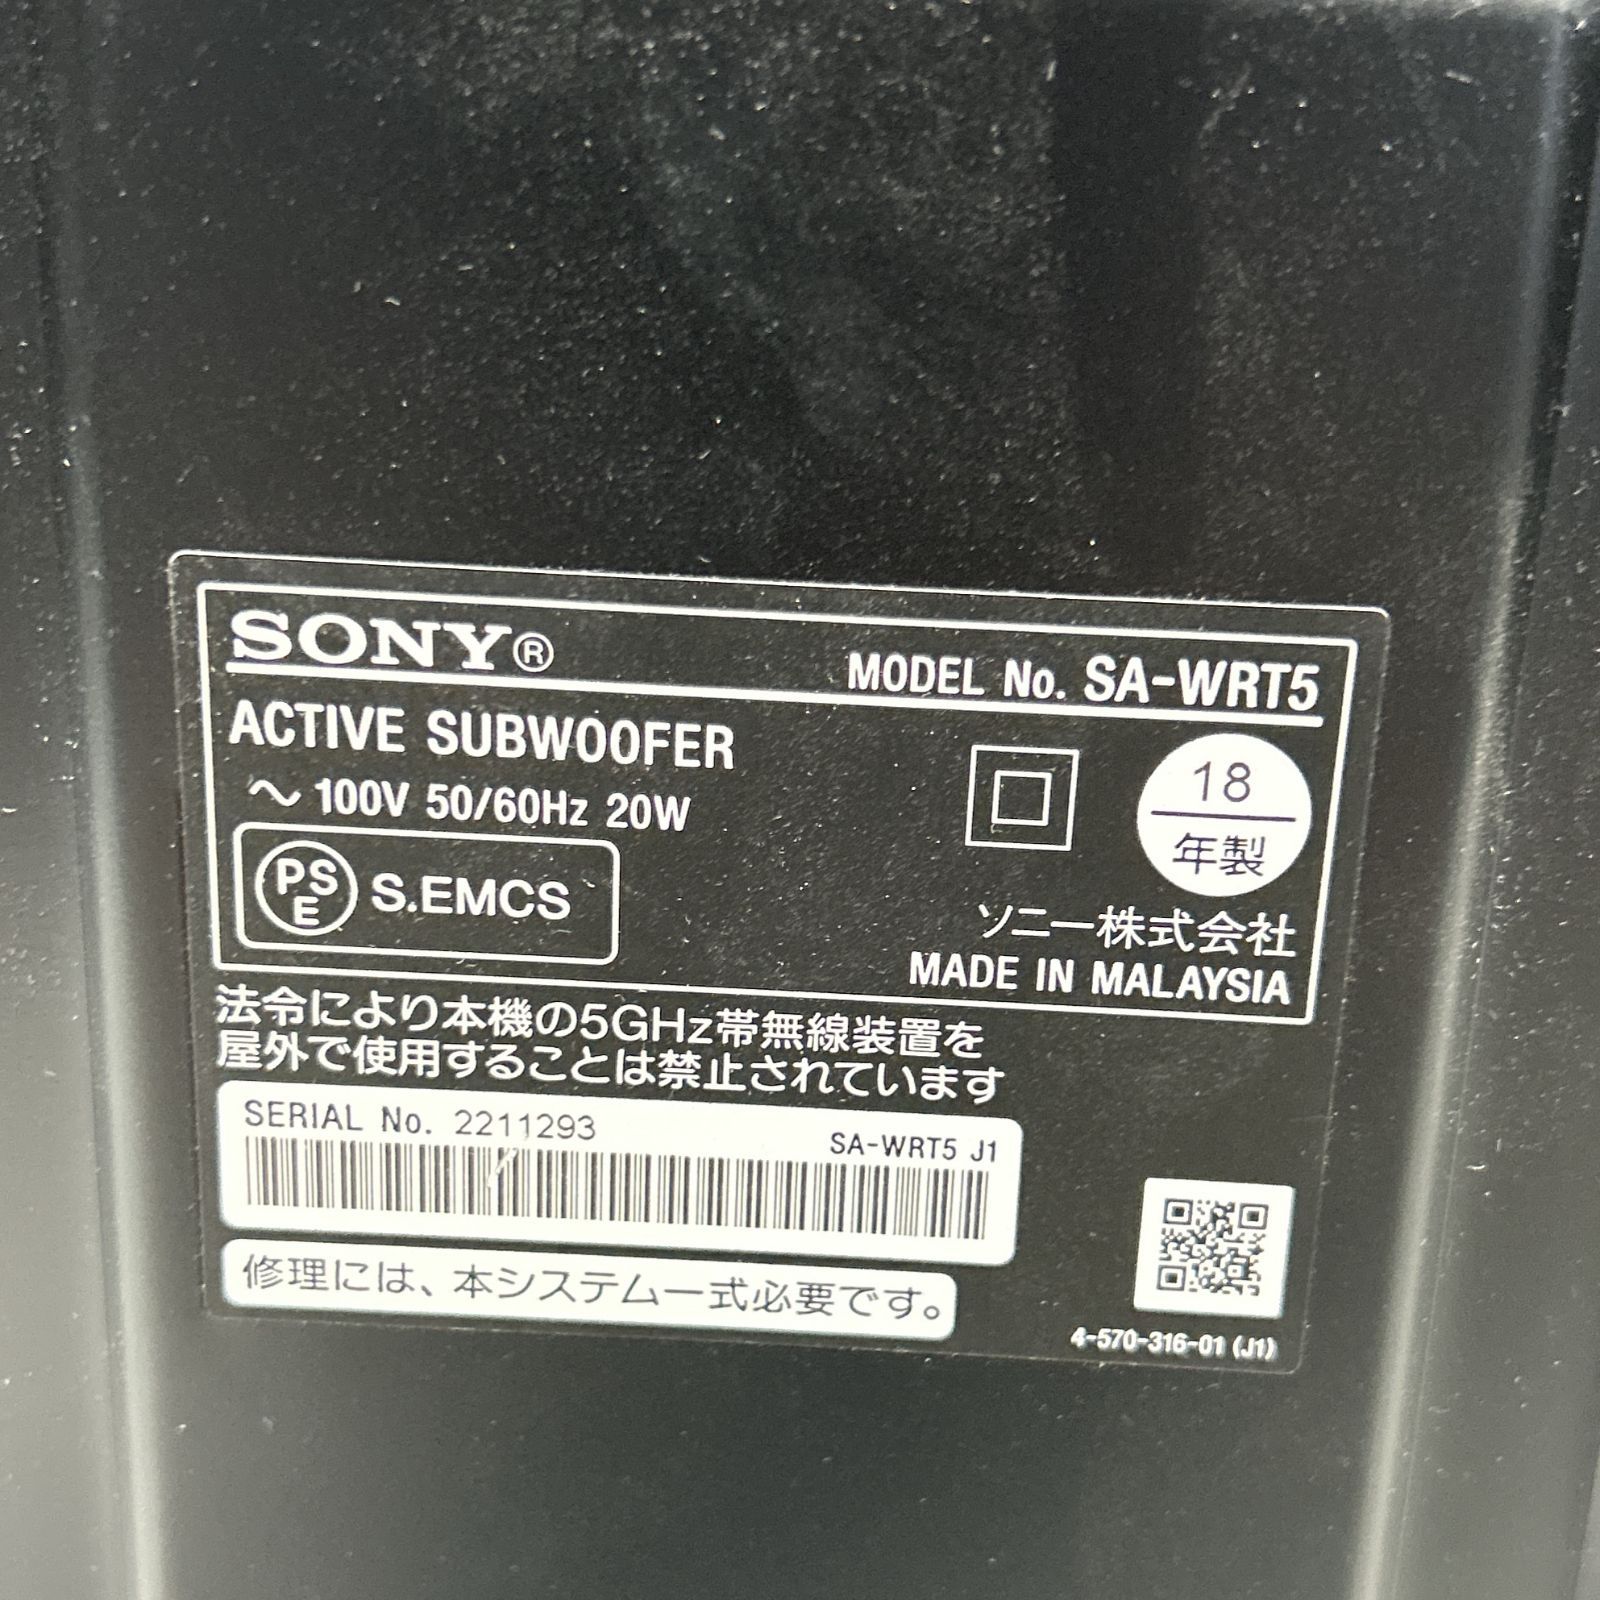 SONY®
MODEL No. SA-WRT5
ACTIVE SUBWOOFER
～ 100V 50/60Hz 20W
18
年製
PS
E
S.EMCS
ソニー株式会社
MADE IN MALAYSIA
法令により本機の5GHz帯無線装置を
屋外で使用することは禁止されています
SERIAL No. 2211293
SA-WRT5 J1
修理には、本システム一式必要です。
4-570-316-01 (J1)